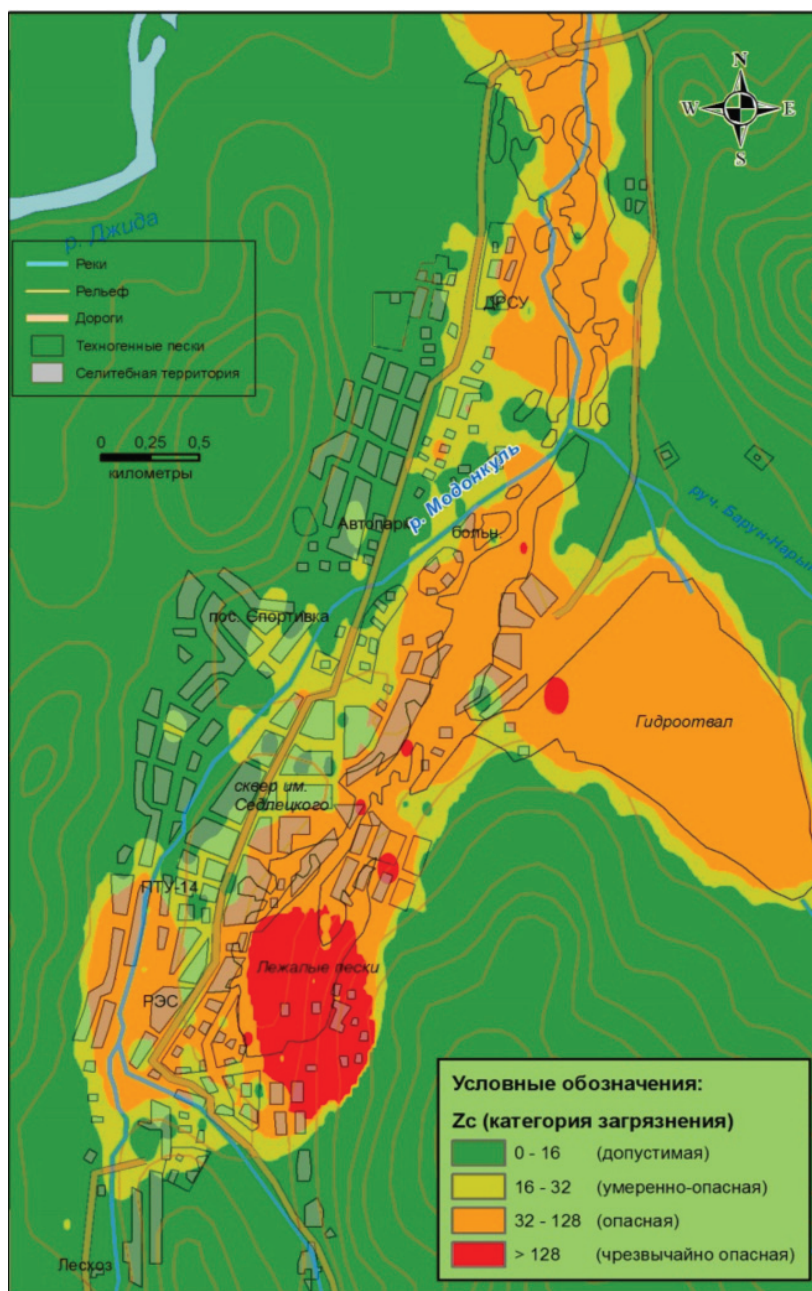 N
W E
S
р. Джида
Реки
Рельеф
Дороги
Техногенные пески
Селитебная территория
ДРСУ
0 0,25 0,5
километры
р. Модонкуль
Автопарк
больн.
руч. Барун-Нарын
пос. Спортивка
Гидроотвал
сквер им.
Седлецкого
ПТУ-14
Лежалые пески
РЭС
Лесхоз
Условные обозначения:
Zc (категория загрязнения)
0 - 16 (допустимая)
16 - 32 (умеренно-опасная)
32 - 128 (опасная)
> 128 (чрезвычайно опасная)